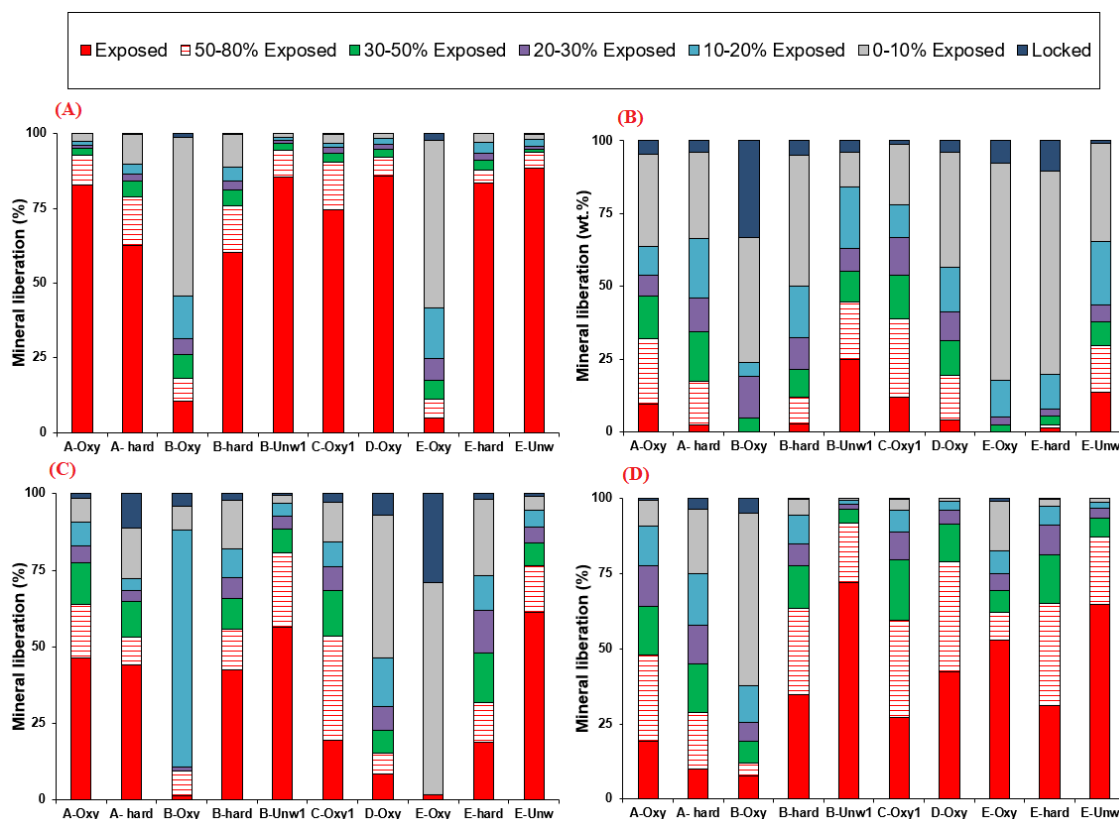 Exposed 50-80% Exposed 30-50% Exposed 20-30% Exposed 10-20% Exposed 0-10% Exposed Locked
(A)
Mineral liberation (%)
100
75
50
25
0
A-Oxy A- hard B-Oxy B-hard B-Unw1 C-Oxy1 D-Oxy E-Oxy E-hard E-Unw
(B)
Mineral liberation (wt.%)
100
75
50
25
0
A-Oxy A- hard B-Oxy B-hard B-Unw1 C-Oxy1 D-Oxy E-Oxy E-hard E-Unw
(C)
Mineral liberation (%)
100
75
50
25
0
A-Oxy A- hard B-Oxy B-hard B-Unw1 C-Oxy1 D-Oxy E-Oxy E-hard E-Unw
(D)
Mineral liberation (%)
100
75
50
25
0
A-Oxy A- hard B-Oxy B-hard B-Unw1 C-Oxy1 D-Oxy E-Oxy E-hard E-Unw